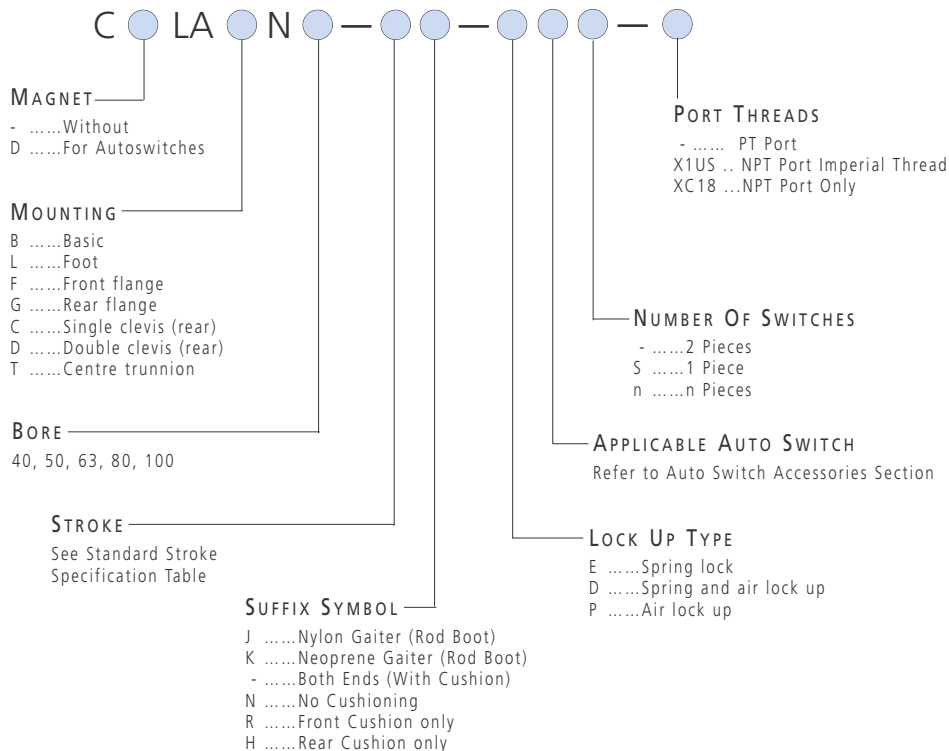 C LA N — — —
MAGNET
- ......Without
D ......For Autoswitches
MOUNTING
B ......Basic
L ......Foot
F ......Front flange
G ......Rear flange
C ......Single clevis (rear)
D ......Double clevis (rear)
T ......Centre trunnion
BORE
40, 50, 63, 80, 100
STROKE
See Standard Stroke
Specification Table
SUFFIX SYMBOL
J ......Nylon Gaiter (Rod Boot)
K ......Neoprene Gaiter (Rod Boot)
- ......Both Ends (With Cushion)
N ......No Cushioning
R ......Front Cushion only
H ......Rear Cushion only
PORT THREADS
- ...... PT Port
X1US .. NPT Port Imperial Thread
XC18 ...NPT Port Only
NUMBER OF SWITCHES
- ......2 Pieces
S ......1 Piece
n ......n Pieces
APPLICABLE AUTO SWITCH
Refer to Auto Switch Accessories Section
LOCK UP TYPE
E ......Spring lock
D ......Spring and air lock up
P ......Air lock up